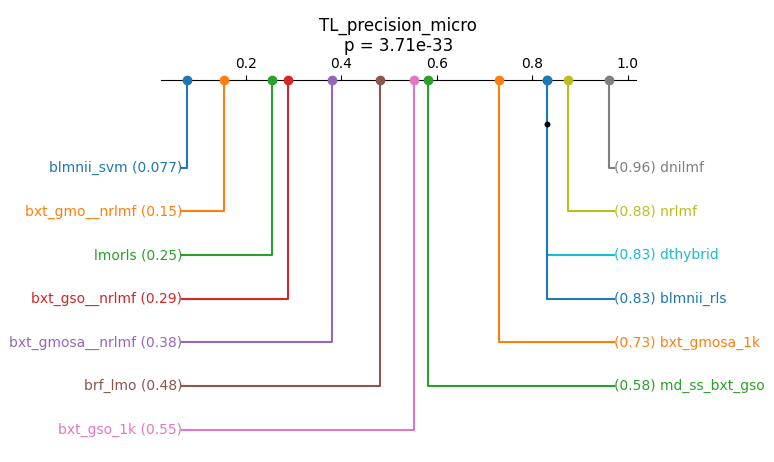 TL_precision_micro
p = 3.71e-33
0.2 0.4 0.6 0.8 1.0
blmnii_svm (0.077)
(0.96) dnilmf
bxt_gmo__nrlmf (0.15)
(0.88) nrlmf
lmorls (0.25)
(0.83) dthybrid
bxt_gso__nrlmf (0.29)
(0.83) blmnii_rls
bxt_gmosa__nrlmf (0.38)
(0.73) bxt_gmosa_1k
brf_lmo (0.48)
(0.58) md_ss_bxt_gso
bxt_gso_1k (0.55)